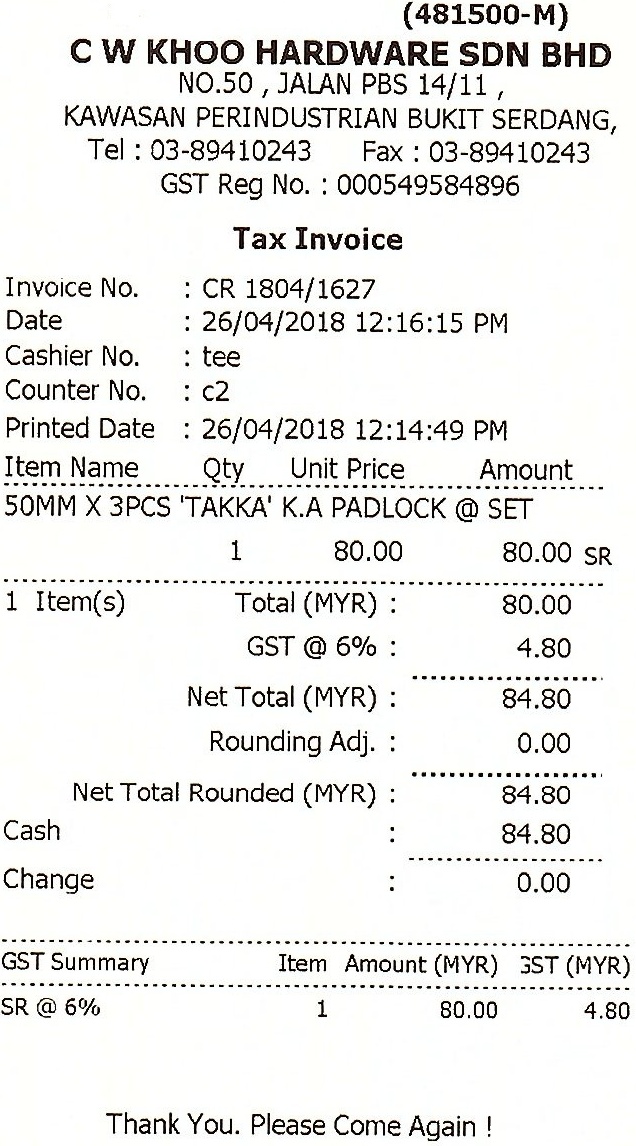 (481500-M)
C W KHOO HARDWARE SDN BHD
NO.50 , JALAN PBS 14/11 ,
KAWASAN PERINDUSTRIAN BUKIT SERDANG,
Tel : 03-89410243 Fax : 03-89410243
GST Reg No. : 000549584896
Tax Invoice
Invoice No. : CR 1804/1627
Date : 26/04/2018 12:16:15 PM
Cashier No. : tee
Counter No. : c2
Printed Date : 26/04/2018 12:14:49 PM
Item Name Qty Unit Price Amount
50MM X 3PCS 'TAKKA' K.A PADLOCK @ SET
1 80.00 80.00 SR
1 Item(s) Total (MYR) : 80.00
GST @ 6% : 4.80
Net Total (MYR) : 84.80
Rounding Adj. : 0.00
Net Total Rounded (MYR) : 84.80
Cash : 84.80
Change : 0.00
GST Summary Item Amount (MYR) GST (MYR)
SR @ 6% 1 80.00 4.80
Thank You. Please Come Again !